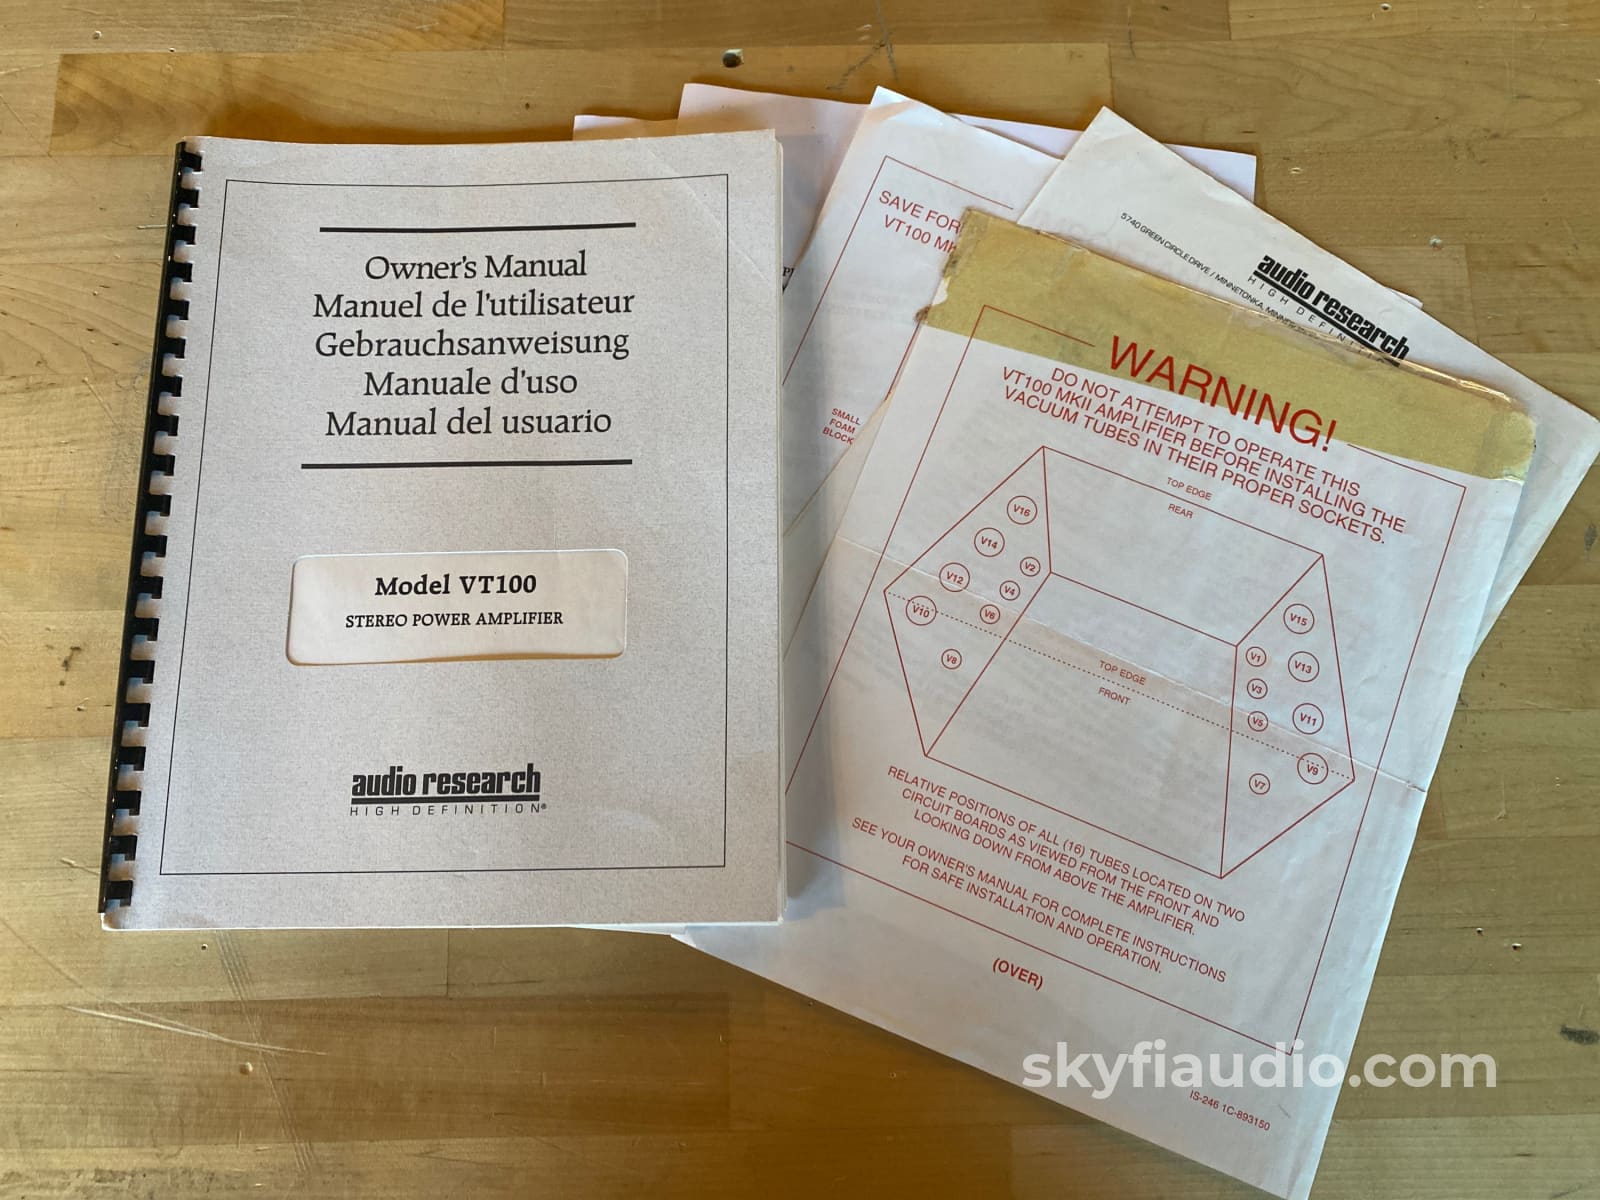 Owner's Manual
Manuel de l'utilisateur
Gebrauchsanweisung
Manuale d'uso
Manual del usuario
Model VT100
STEREO POWER AMPLIFIER
audio research
HIGH DEFINITION®
SAVE FOR
VT100 MK
SMALL
FOAM
BLOCK
5740 GREEN CIRCLE DRIVE / MINNETONKA, MINNE
audio research
HIGH DEFINI
WARNING!
DO NOT ATTEMPT TO OPERATE THIS
VT100 MKII AMPLIFIER BEFORE INSTALLING THE
VACUUM TUBES IN THEIR PROPER SOCKETS.
TOP EDGE
REAR
V16
V14
V2
V12
V4
V10
V6
V8
V15
V1
V13
V3
V11
V5
V9
V7
TOP EDGE
FRONT
RELATIVE POSITIONS OF ALL (16) TUBES LOCATED ON TWO
CIRCUIT BOARDS AS VIEWED FROM THE FRONT AND
LOOKING DOWN FROM ABOVE THE AMPLIFIER.
SEE YOUR OWNER'S MANUAL FOR COMPLETE INSTRUCTIONS
FOR SAFE INSTALLATION AND OPERATION.
(OVER)
skyfiaudio.com
IS-246 1C-893150